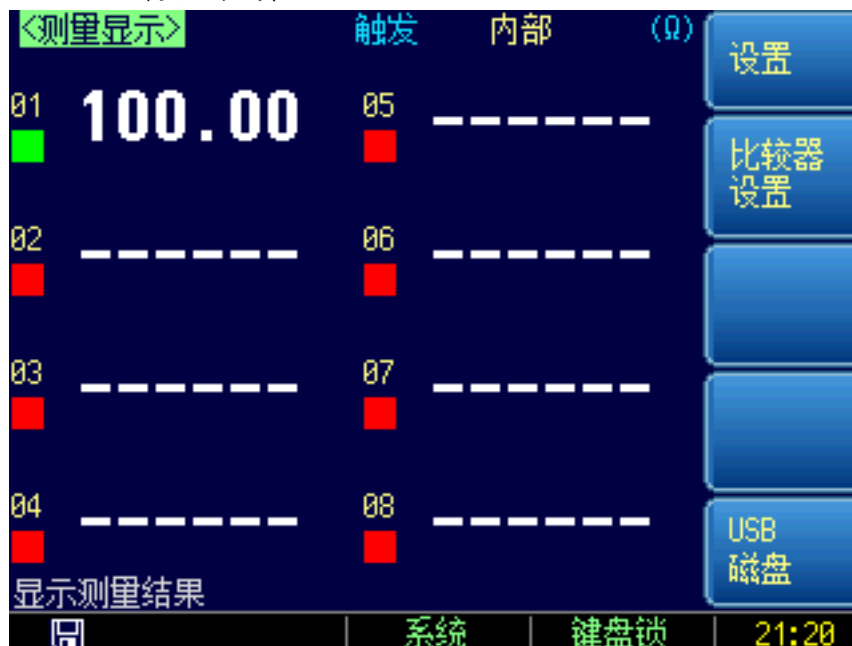 <测量显示> 触发 内部 (Ω)
设置
01 100.00 05 ------
比较器
设置
02 ------ 06 ------
03 ------ 07 ------
04 ------ 08 ------
USB
磁盘
显示测量结果
系统 键盘锁 21:20